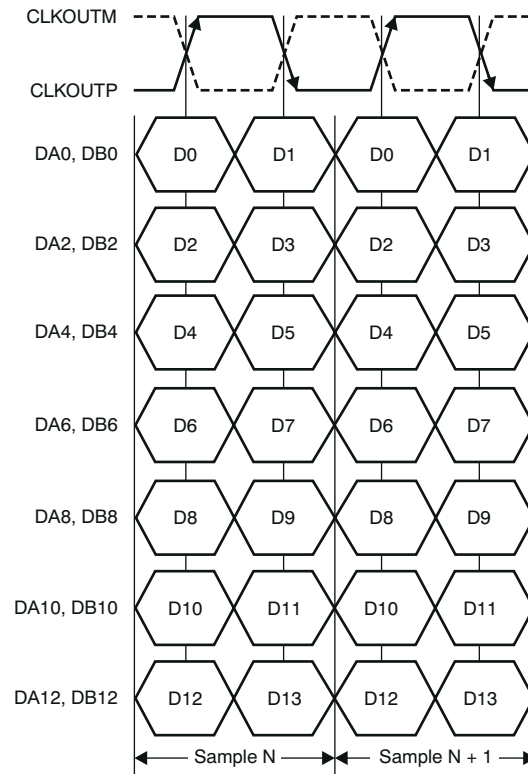 CLKOUTM
CLKOUTP
DA0, DB0 D0 D1 D0 D1
DA2, DB2 D2 D3 D2 D3
DA4, DB4 D4 D5 D4 D5
DA6, DB6 D6 D7 D6 D7
DA8, DB8 D8 D9 D8 D9
DA10, DB10 D10 D11 D10 D11
DA12, DB12 D12 D13 D12 D13
Sample N Sample N + 1